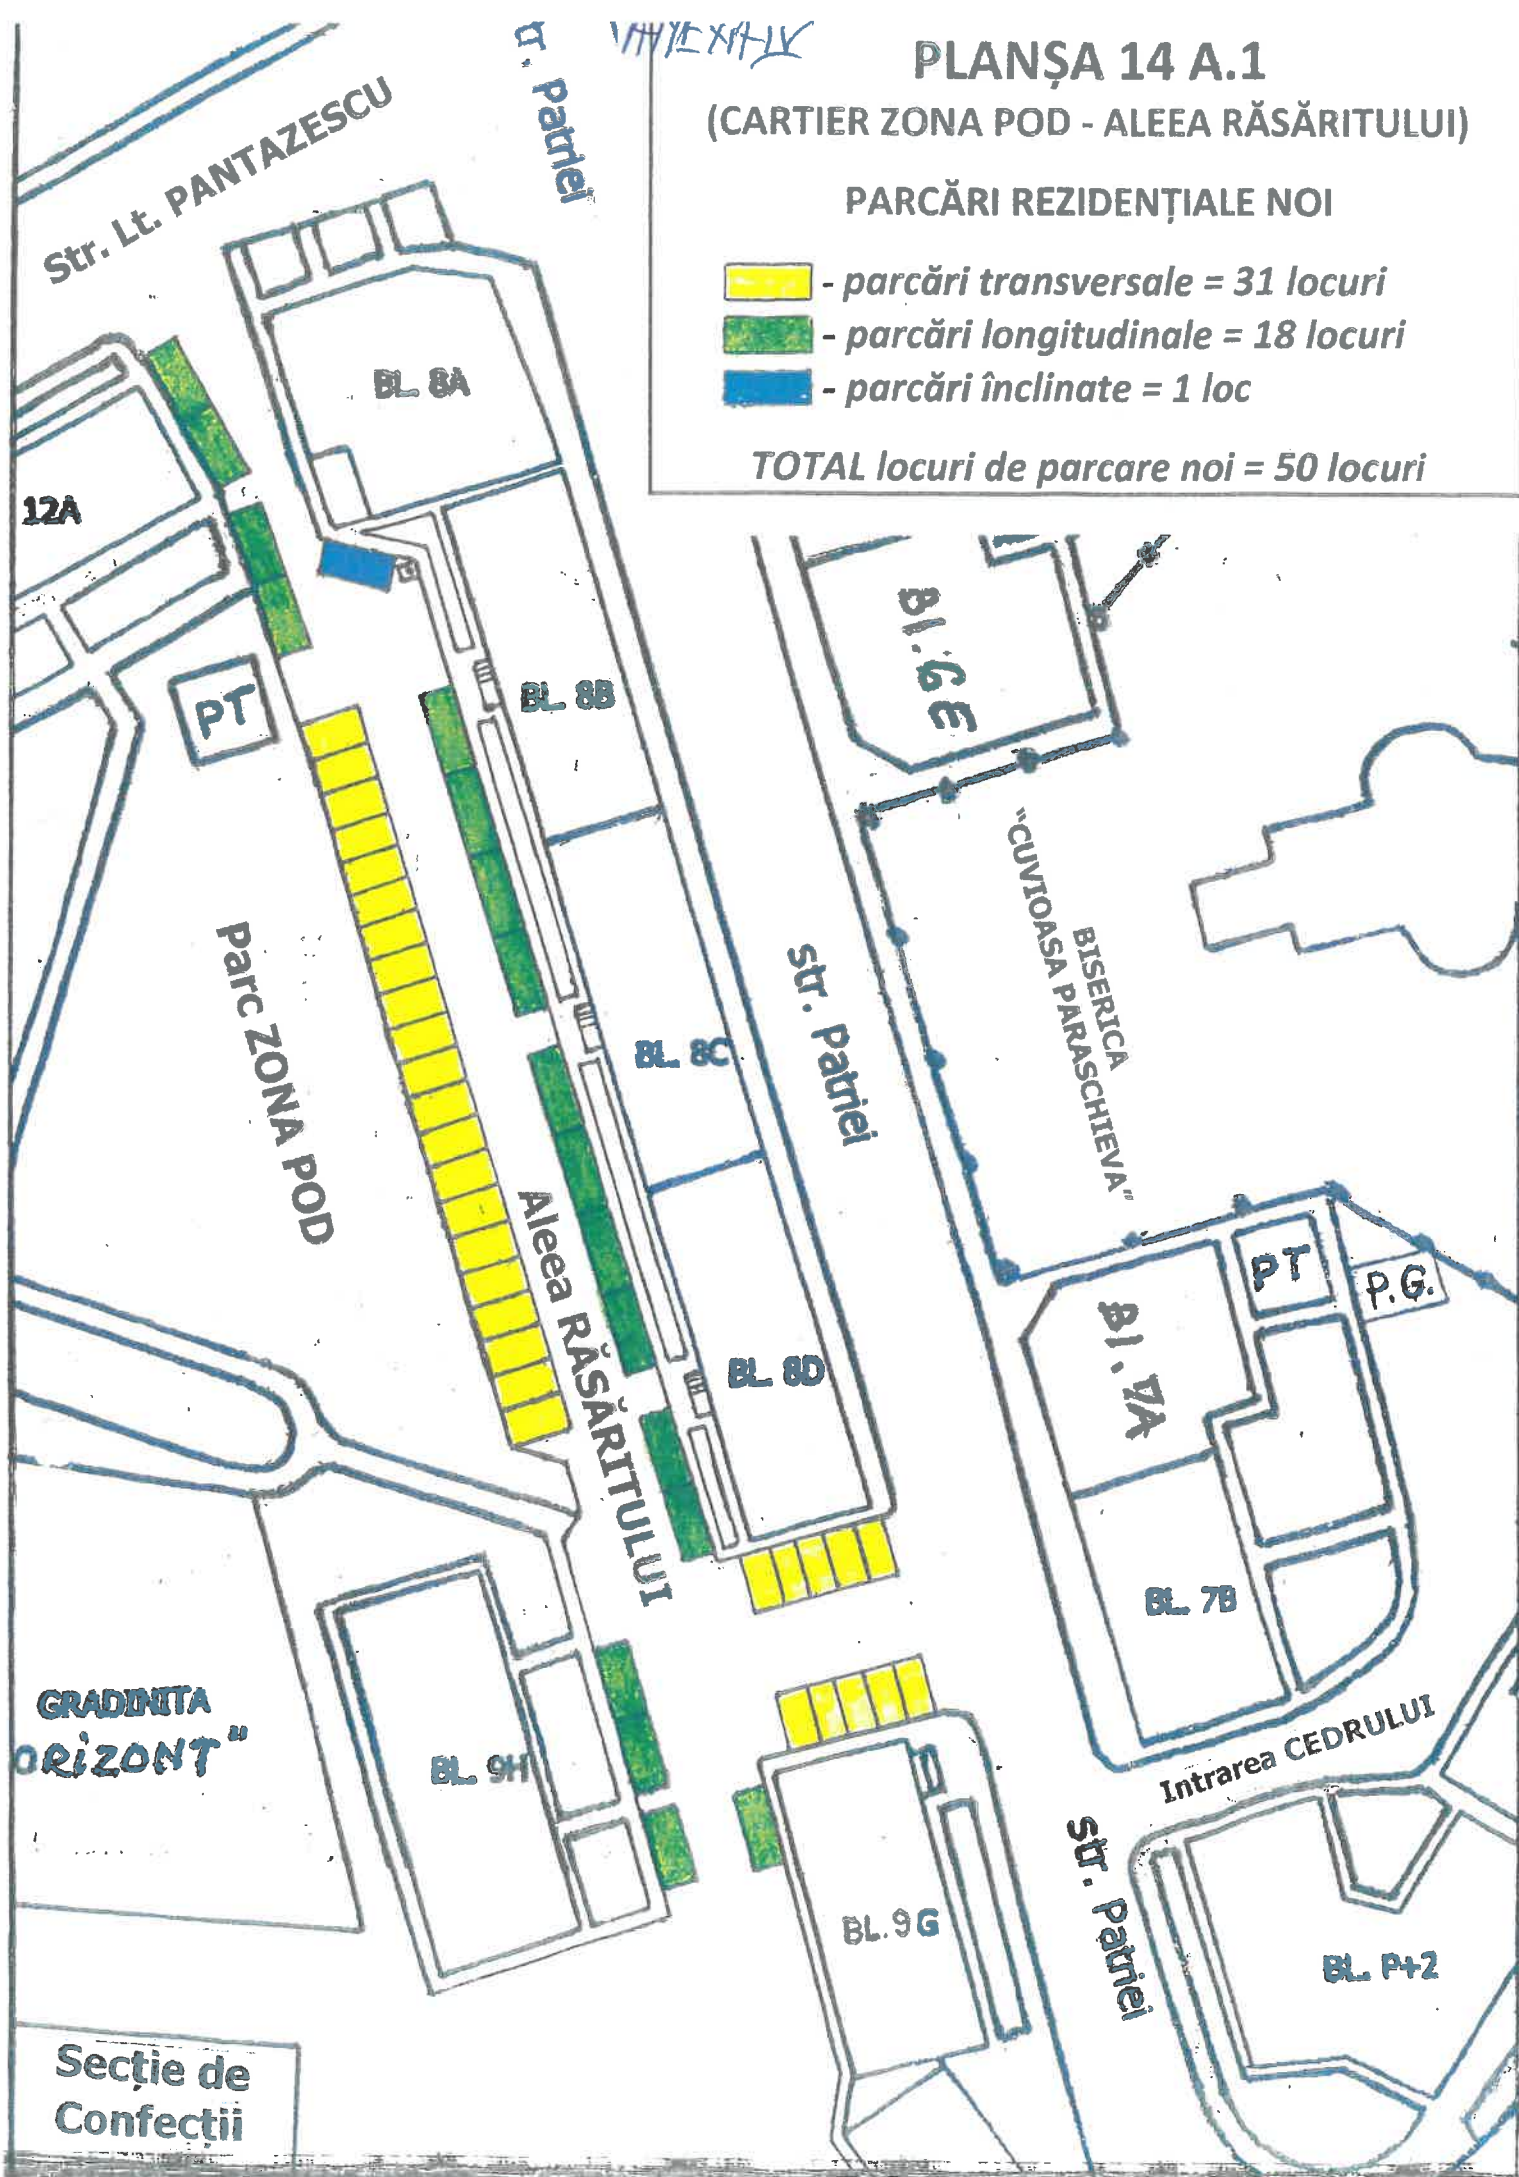 PLANȘA 14 A.1
(CARTIER ZONA POD - ALEEA RĂSĂRITULUI)
PARCĂRI REZIDENȚIALE NOI
- parcări transversale = 31 locuri
- parcări longitudinale = 18 locuri
- parcări înclinate = 1 loc
TOTAL locuri de parcare noi = 50 locuri
tr. Patriei
Str. Lt. PANTAZESCU
BL. 8A
12A
PT
BL. 8B
Bl. 6E
"CUVIOASA PARASCHIEVA"
BISERICA
Parc ZONA POD
str. Patriei
BL. 8C
Aleea RĂSĂRITULUI
PT
P.G.
Bl. 7A
BL. 8D
BL. 7B
GRADINITA
ORIZONT"
BL. 9H
Intrarea CEDRULUI
Str. Patriei
BL. 9G
BL. P+2
Secție de
Confecții